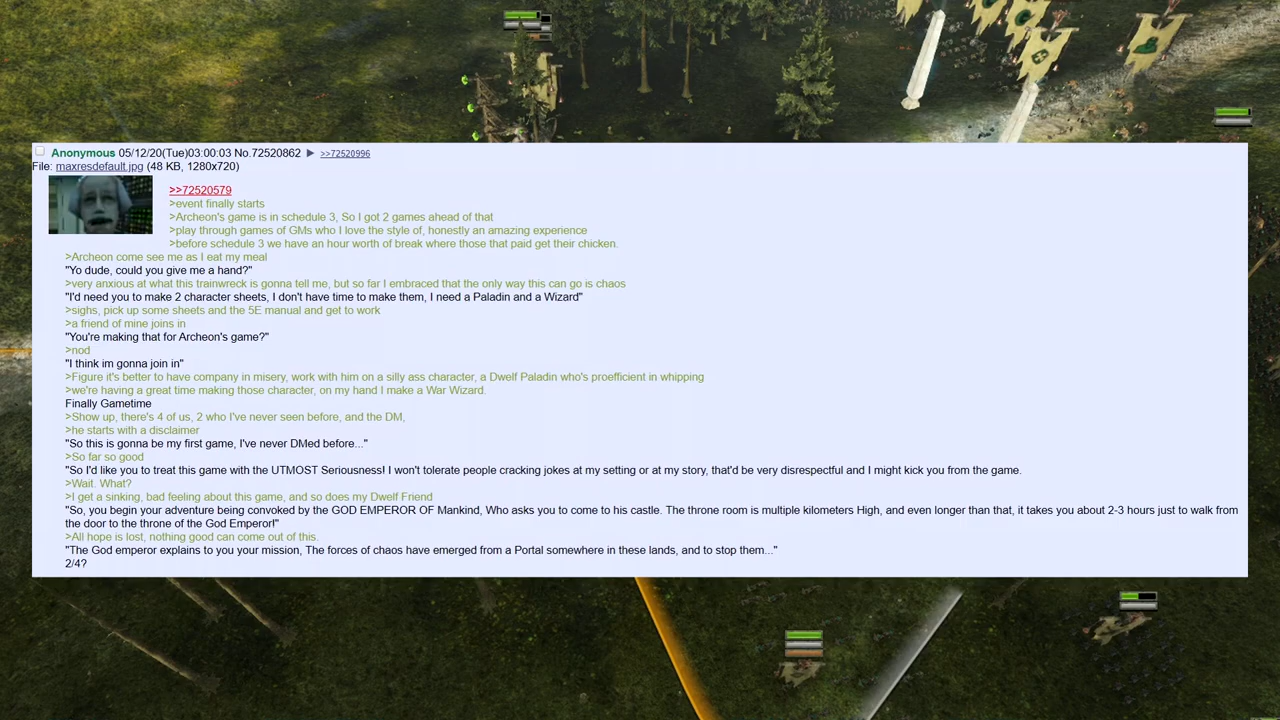 Anonymous 05/12/20(Tue)03:00:03 No.72520862 ▶ >>72520996
File: maxresdefault.jpg (48 KB, 1280x720)
>>72520579
>event finally starts
>Archeon's game is in schedule 3, So I got 2 games ahead of that
>play through games of GMs who I love the style of, honestly an amazing experience
>before schedule 3 we have an hour worth of break where those that paid get their chicken.
>Archeon come see me as I eat my meal
"Yo dude, could you give me a hand?"
>very anxious at what this trainwreck is gonna tell me, but so far I embraced that the only way this can go is chaos
"I'd need you to make 2 character sheets, I don't have time to make them, I need a Paladin and a Wizard"
>sighs, pick up some sheets and the 5E manual and get to work
>a friend of mine joins in
"You're making that for Archeon's game?"
>nod
"I think im gonna join in"
>Figure it's better to have company in misery, work with him on a silly ass character, a Dwelf Paladin who's proefficient in whipping
>we're having a great time making those character, on my hand I make a War Wizard.
Finally Gametime
>Show up, there's 4 of us, 2 who I've never seen before, and the DM,
>he starts with a disclaimer
"So this is gonna be my first game, I've never DMed before..."
>So far so good
"So I'd like you to treat this game with the UTMOST Seriousness! I won't tolerate people cracking jokes at my setting or at my story, that'd be very disrespectful and I might kick you from the game.
>Wait. What?
>I get a sinking, bad feeling about this game, and so does my Dwelf Friend
"So, you begin your adventure being convoked by the GOD EMPEROR OF Mankind, Who asks you to come to his castle. The throne room is multiple kilometers High, and even longer than that, it takes you about 2-3 hours just to walk from
the door to the throne of the God Emperor!"
>All hope is lost, nothing good can come out of this.
"The God emperor explains to you your mission, The forces of chaos have emerged from a Portal somewhere in these lands, and to stop them..."
2/4?